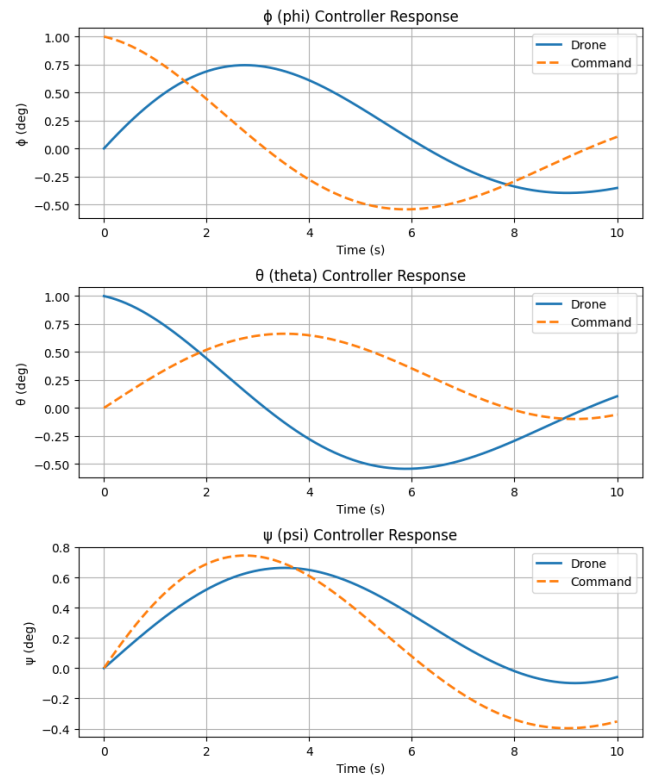 ϕ (phi) Controller Response
1.00
0.75
0.50
0.25
0.00
−0.25
−0.50
ϕ (deg)
Drone
Command
0 2 4 6 8 10
Time (s)
θ (theta) Controller Response
1.00
0.75
0.50
0.25
0.00
−0.25
−0.50
θ (deg)
Drone
Command
0 2 4 6 8 10
Time (s)
ψ (psi) Controller Response
0.8
0.6
0.4
0.2
0.0
−0.2
−0.4
ψ (deg)
Drone
Command
0 2 4 6 8 10
Time (s)